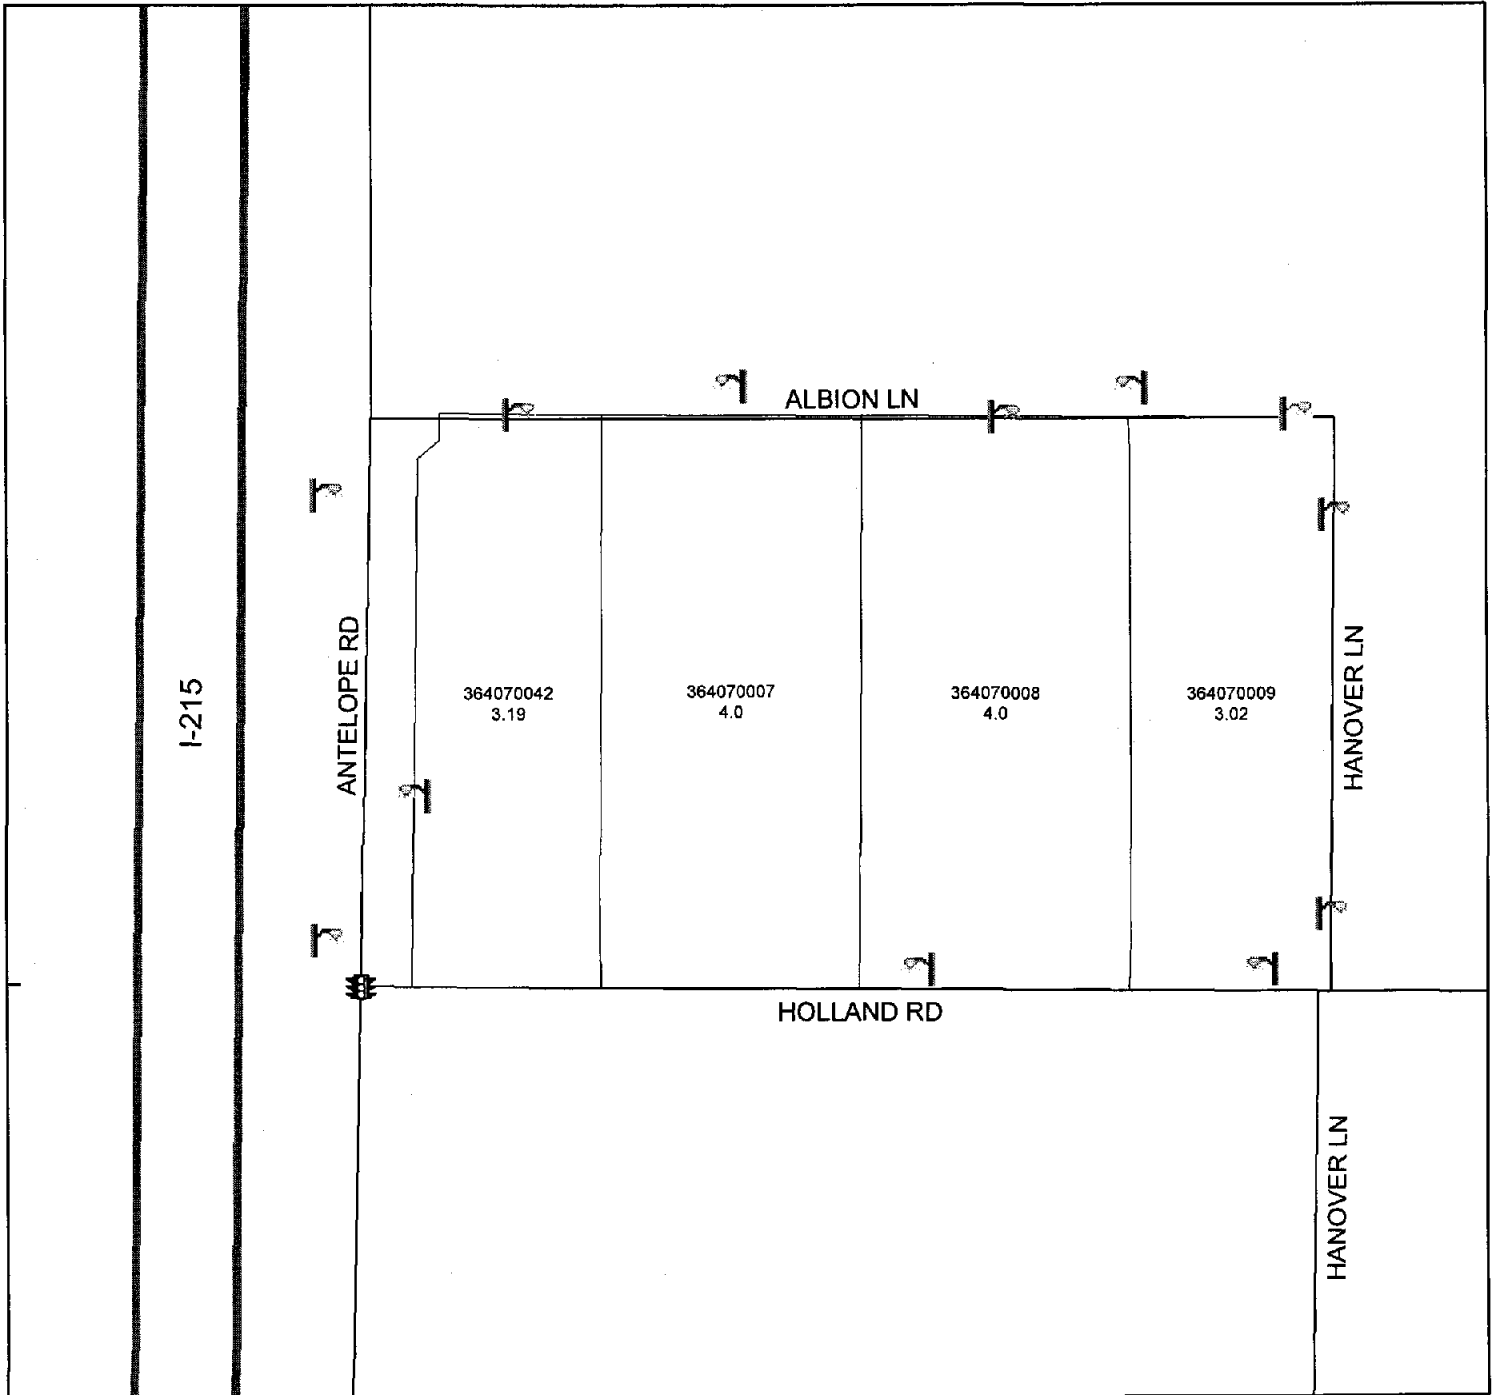 ALBION LN
I-215
ANTELOPE RD
364070042
3.19
364070007
4.0
364070008
4.0
364070009
3.02
HANOVER LN
HOLLAND RD
HANOVER LN